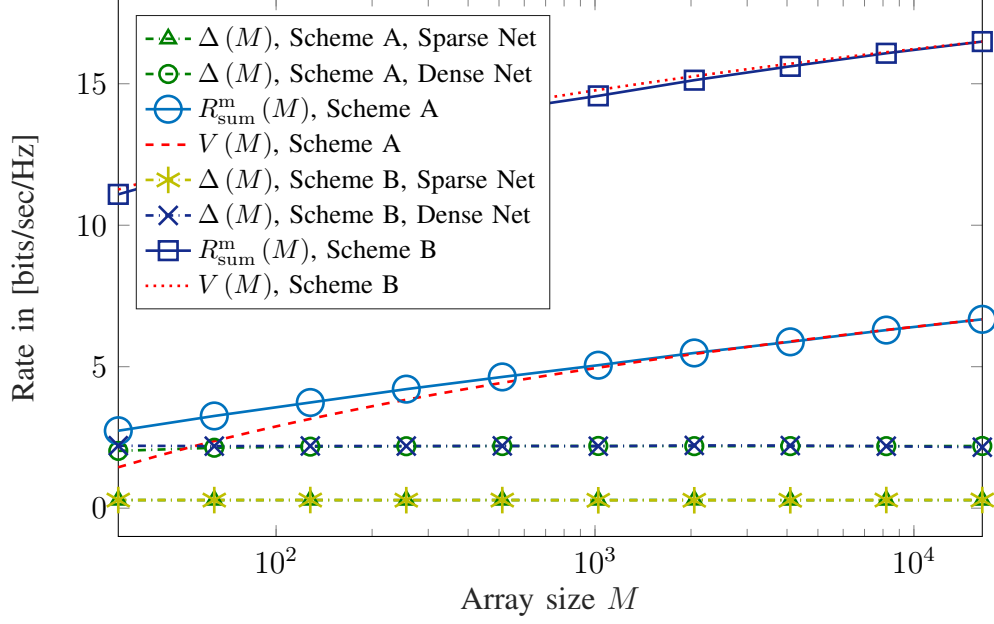 Δ (M), Scheme A, Sparse Net
Δ (M), Scheme A, Dense Net
R^m_sum (M), Scheme A
V (M), Scheme A
Δ (M), Scheme B, Sparse Net
Δ (M), Scheme B, Dense Net
R^m_sum (M), Scheme B
V (M), Scheme B
15
10
5
0
Rate in [bits/sec/Hz]
10^2
10^3
10^4
Array size M